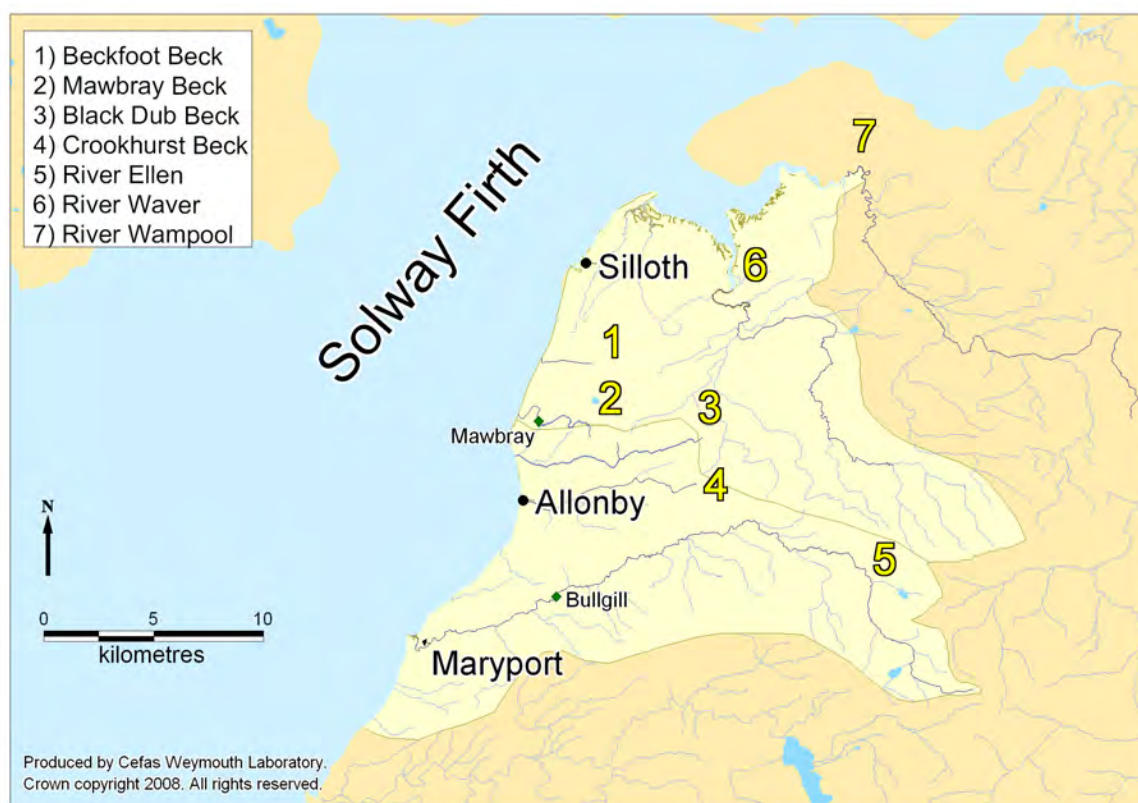 1) Beckfoot Beck
2) Mawbray Beck
3) Black Dub Beck
4) Crookhurst Beck
5) River Ellen
6) River Waver
7) River Wampool
7
Solway Firth
Silloth
6
1
2
3
Mawbray
4
Allonby
N
5
Bullgill
0 5 10
kilometres
Maryport
Produced by Cefas Weymouth Laboratory.
Crown copyright 2008. All rights reserved.